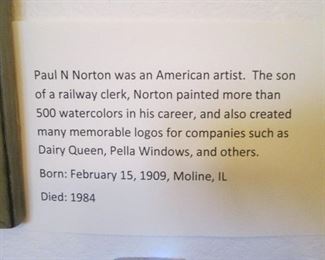 Paul N Norton was an American artist.  The son
of a railway clerk, Norton painted more than
500 watercolors in his career, and also created
many memorable logos for companies such as
Dairy Queen, Pella Windows, and others.
Born: February 15, 1909, Moline, IL
Died: 1984